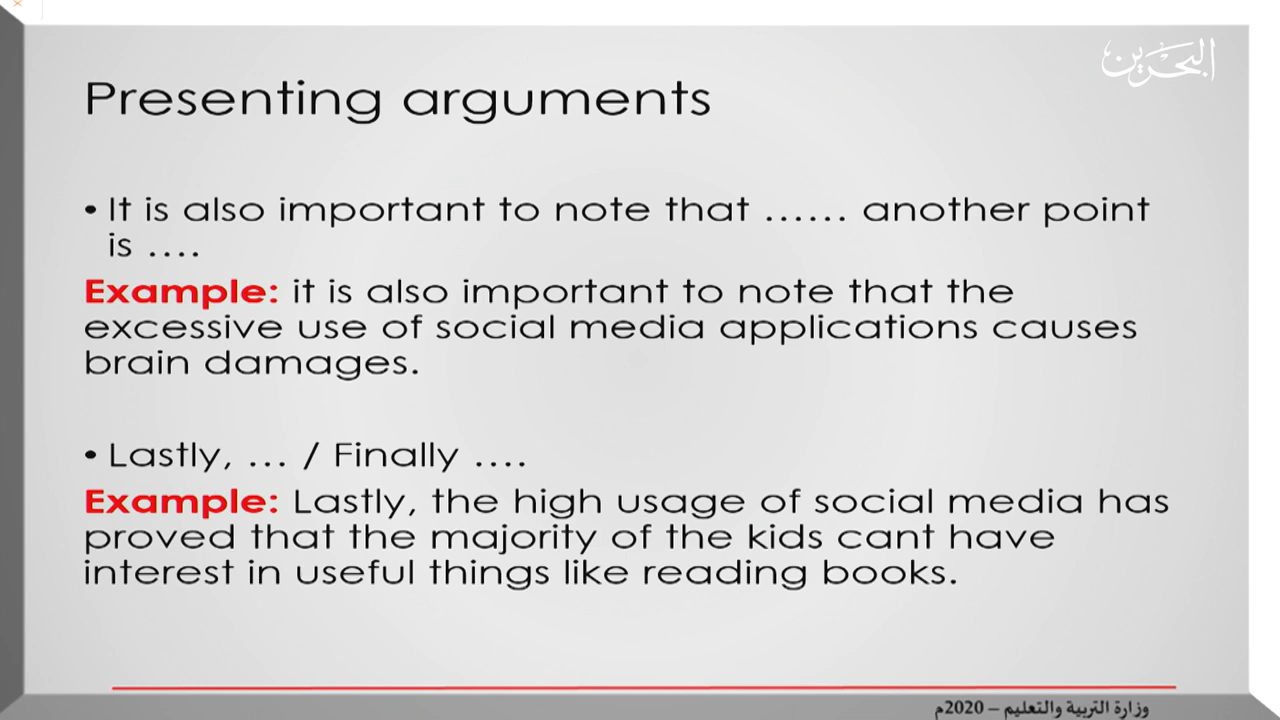 البحرين
Presenting arguments
• It is also important to note that ...... another point
is ....
Example: it is also important to note that the
excessive use of social media applications causes
brain damages.
• Lastly, ... / Finally ....
Example: Lastly, the high usage of social media has
proved that the majority of the kids cant have
interest in useful things like reading books.
وزارة التربية والتعليم – 2020م